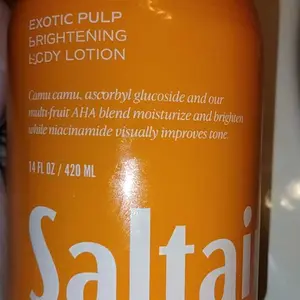 EXOTIC PULP
BRIGHTENING
BODY LOTION
Camu camu, ascorbyl glucoside and our
multi-fruit AHA blend moisturize and brighten
while niacinamide visually improves tone.
14 FL OZ / 420 ML
Saltai